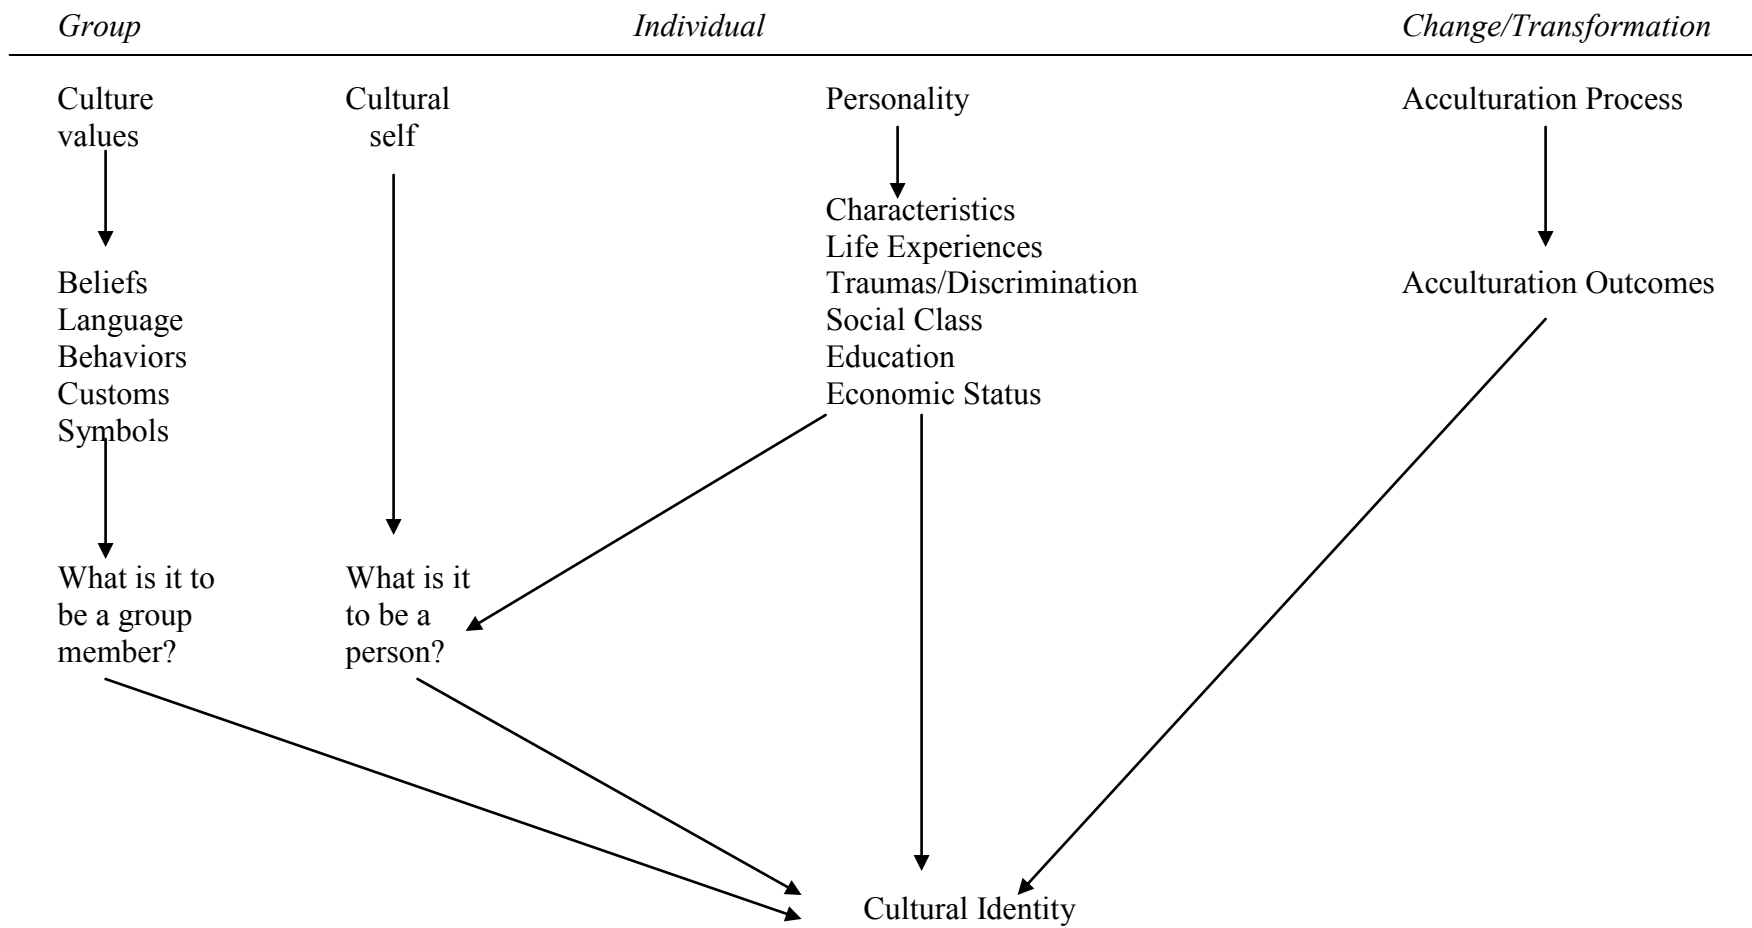 Group Individual Change/Transformation
Culture
values
Cultural
self
Personality
Acculturation Process
Characteristics
Life Experiences
Traumas/Discrimination
Social Class
Education
Economic Status
Beliefs
Language
Behaviors
Customs
Symbols
Acculturation Outcomes
What is it to
be a group
member?
What is it
to be a
person?
Cultural Identity